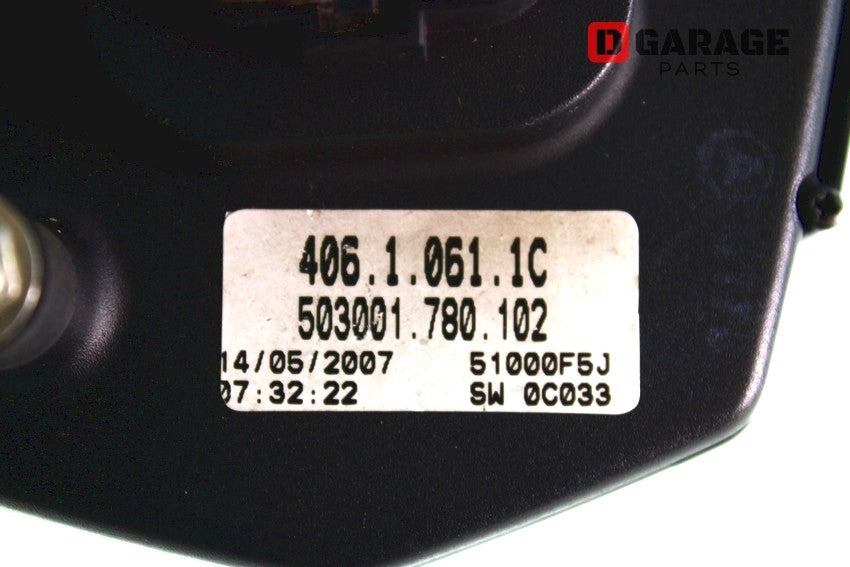 D GARAGE
PARTS
406.1.061.1C
503001.780.102
14/05/2007 51000F5J
07:32:22 SW 0C033